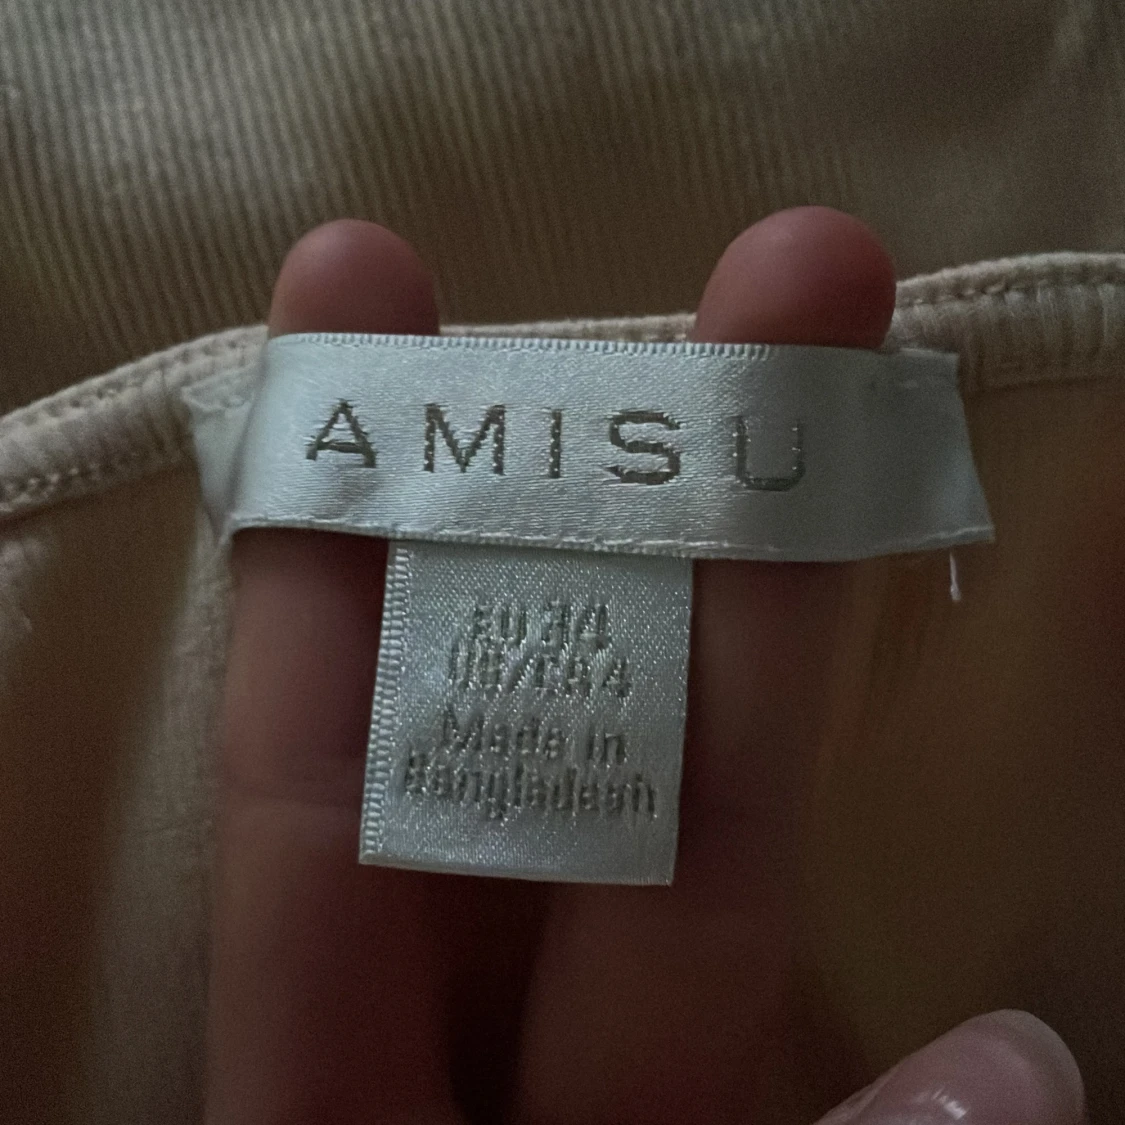 AMISU
EU 34
US/CA 4
Made in
Bangladesh